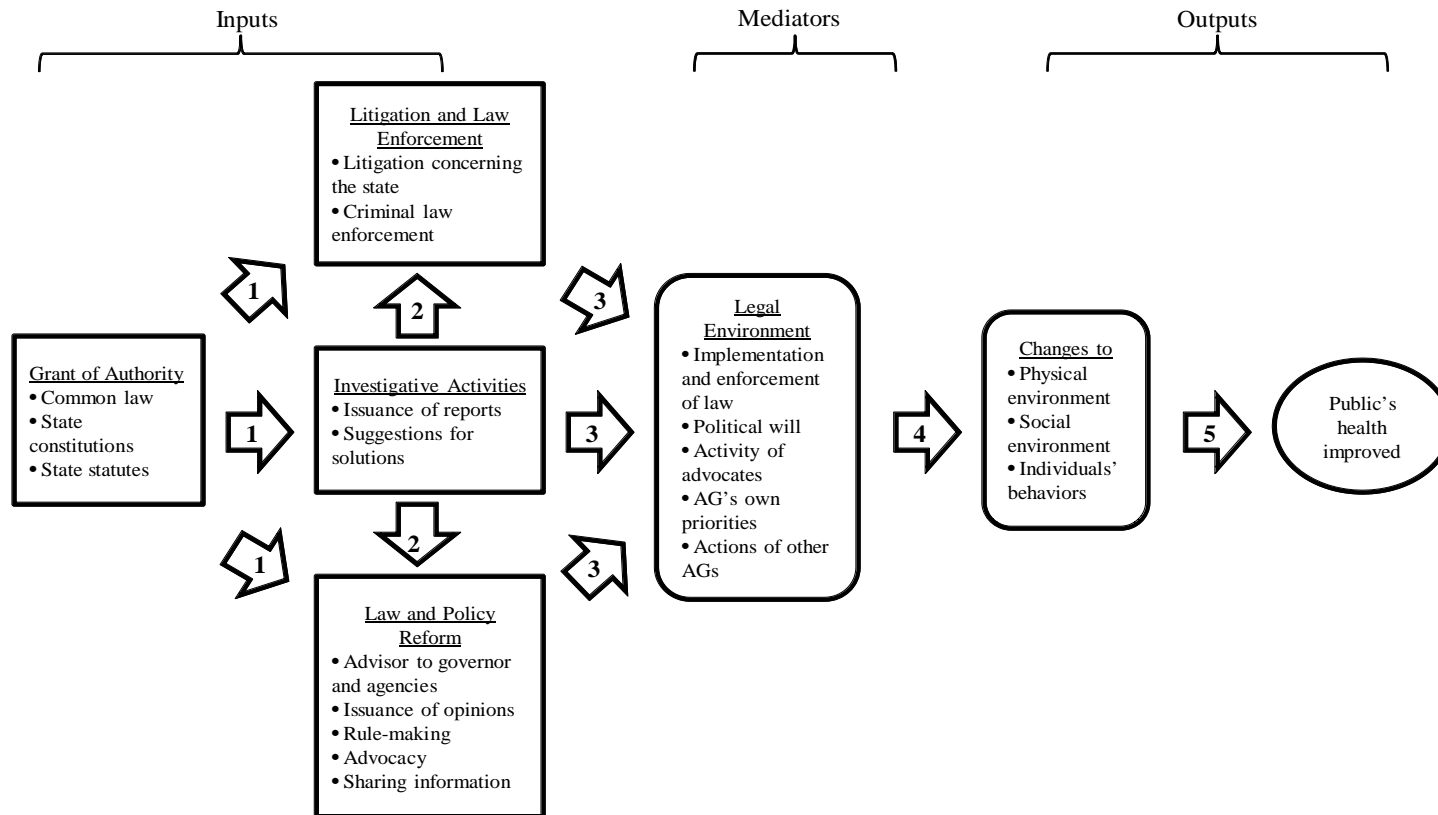 Inputs
Mediators
Outputs
Litigation and Law
Enforcement
• Litigation concerning
the state
• Criminal law
enforcement
1
2
3
Grant of Authority
• Common law
• State
constitutions
• State statutes
1
Investigative Activities
• Issuance of reports
• Suggestions for
solutions
3
Legal
Environment
• Implementation
and enforcement
of law
• Political will
• Activity of
advocates
• AG's own
priorities
• Actions of other
AGs
4
Changes to
• Physical
environment
• Social
environment
• Individuals'
behaviors
5
Public's
health
improved
1
2
3
Law and Policy
Reform
• Advisor to governor
and agencies
• Issuance of opinions
• Rule-making
• Advocacy
• Sharing information